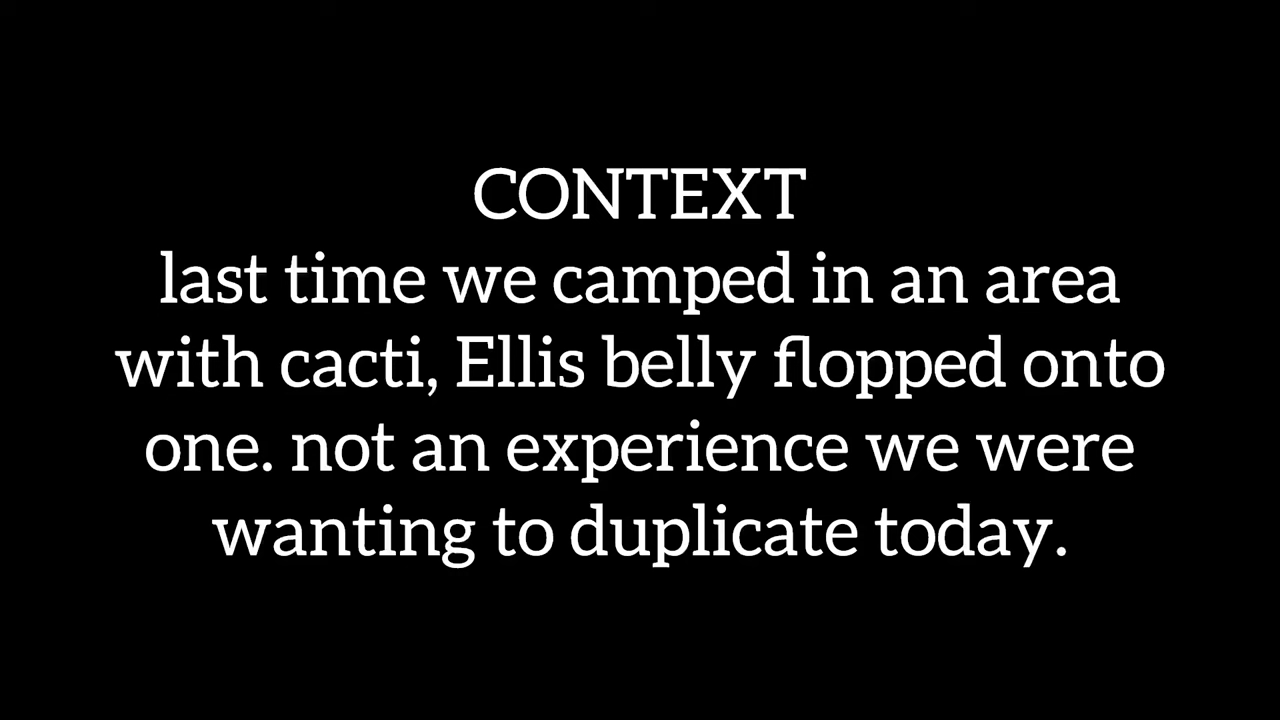 CONTEXT
last time we camped in an area
with cacti, Ellis belly flopped onto
one. not an experience we were
wanting to duplicate today.